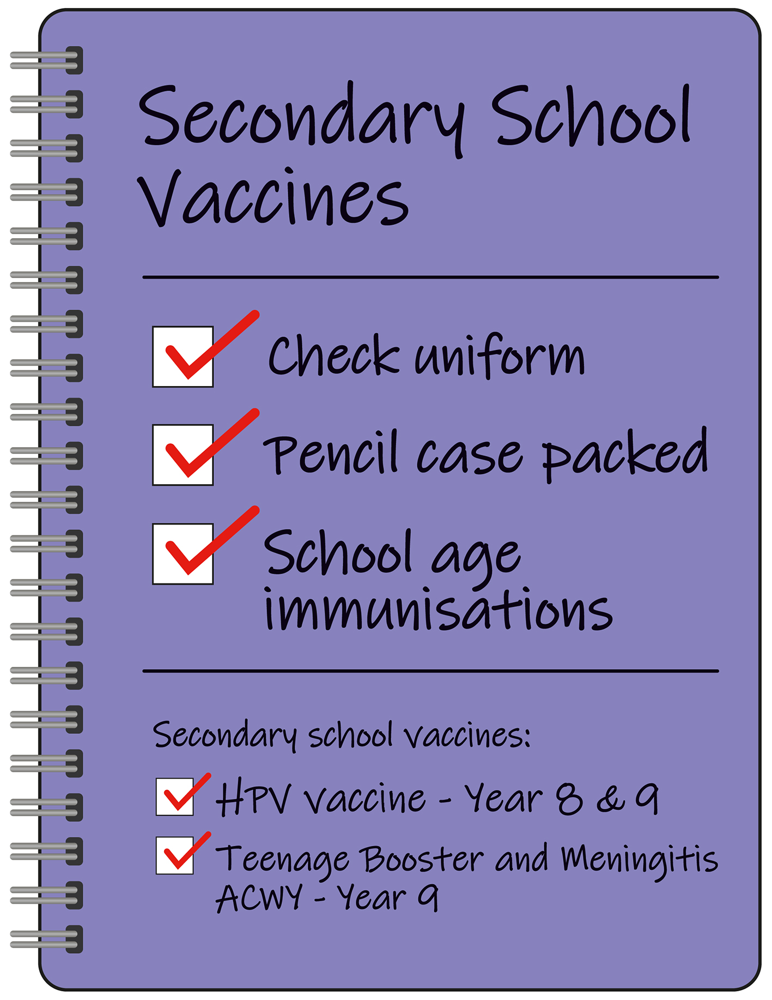 Secondary School
Vaccines
Check uniform
Pencil case packed
School age
immunisations
Secondary school vaccines:
HPV vaccine - Year 8 & 9
Teenage Booster and Meningitis
ACWY - Year 9